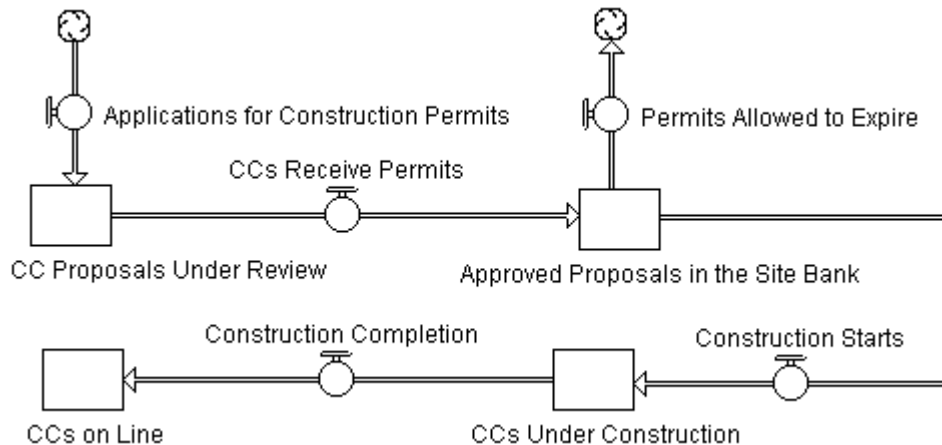 Applications for Construction Permits
Permits Allowed to Expire
CCs Receive Permits
CC Proposals Under Review
Approved Proposals in the Site Bank
Construction Completion
Construction Starts
CCs on Line
CCs Under Construction